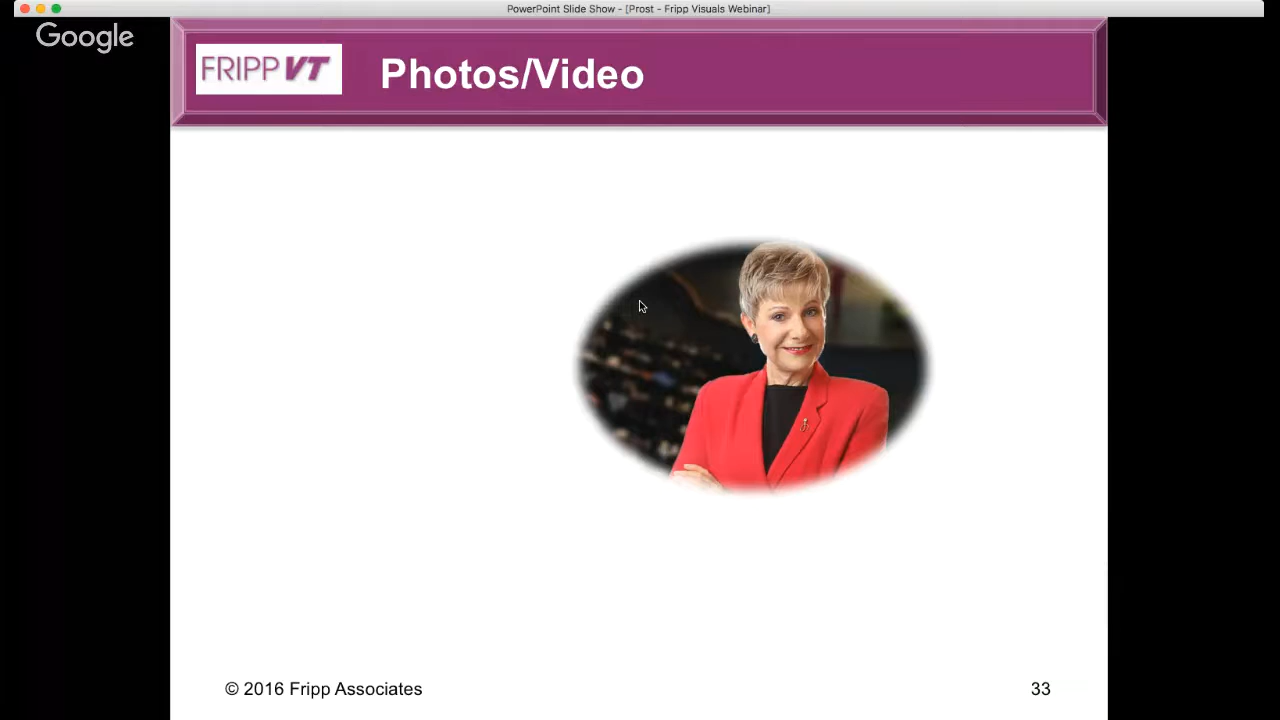 PowerPoint Slide Show - [Prost - Fripp Visuals Webinar]
Google
FRIPP VT
Photos/Video
© 2016 Fripp Associates
33